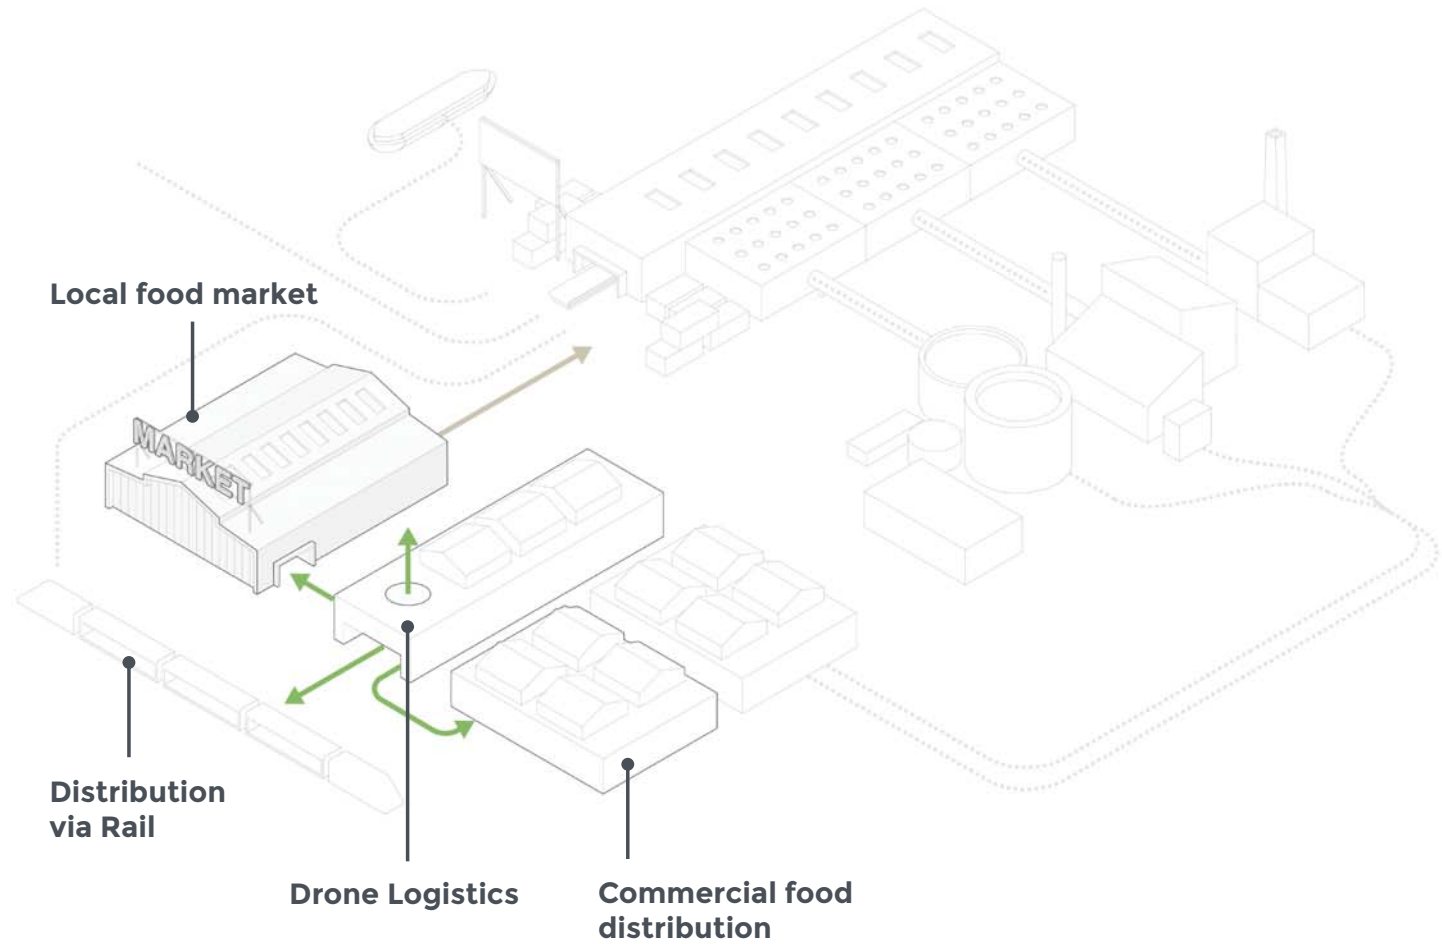 Local food market
MARKET
Distribution
via Rail
Drone Logistics
Commercial food
distribution